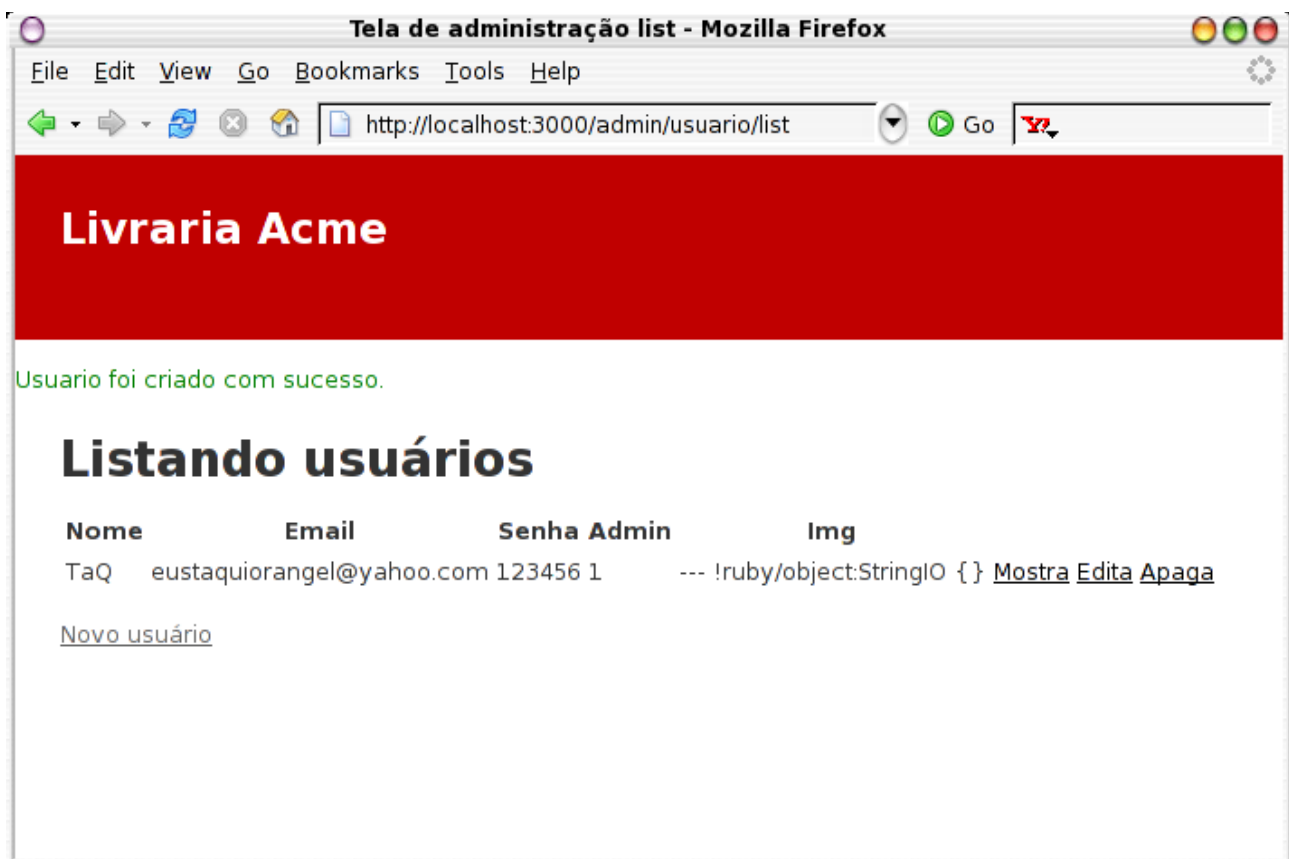 Tela de administração list - Mozilla Firefox
File Edit View Go Bookmarks Tools Help
http://localhost:3000/admin/usuario/list Go Y!
Livraria Acme
Usuario foi criado com sucesso.
Listando usuários
Nome Email Senha Admin Img
TaQ eustaquiorangel@yahoo.com 123456 1 --- !ruby/object:StringIO {} Mostra Edita Apaga
Novo usuário